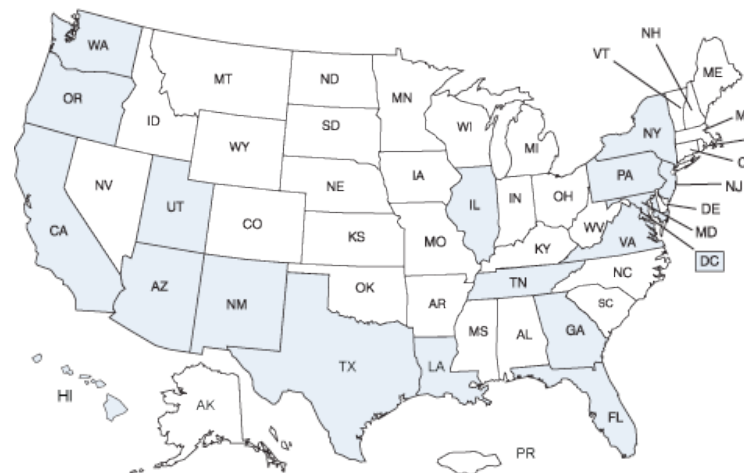 NH
VT
WA
MT
ND
MN
ME
OR
ID
SD
WI
NY
M
WY
MI
C
IA
PA
NJ
NE
NV
UT
IL
IN
OH
DE
CO
WV
MD
CA
KS
MO
KY
VA
DC
TN
NC
AZ
NM
OK
AR
SC
MS
AL
GA
TX
LA
HI
AK
FL
PR